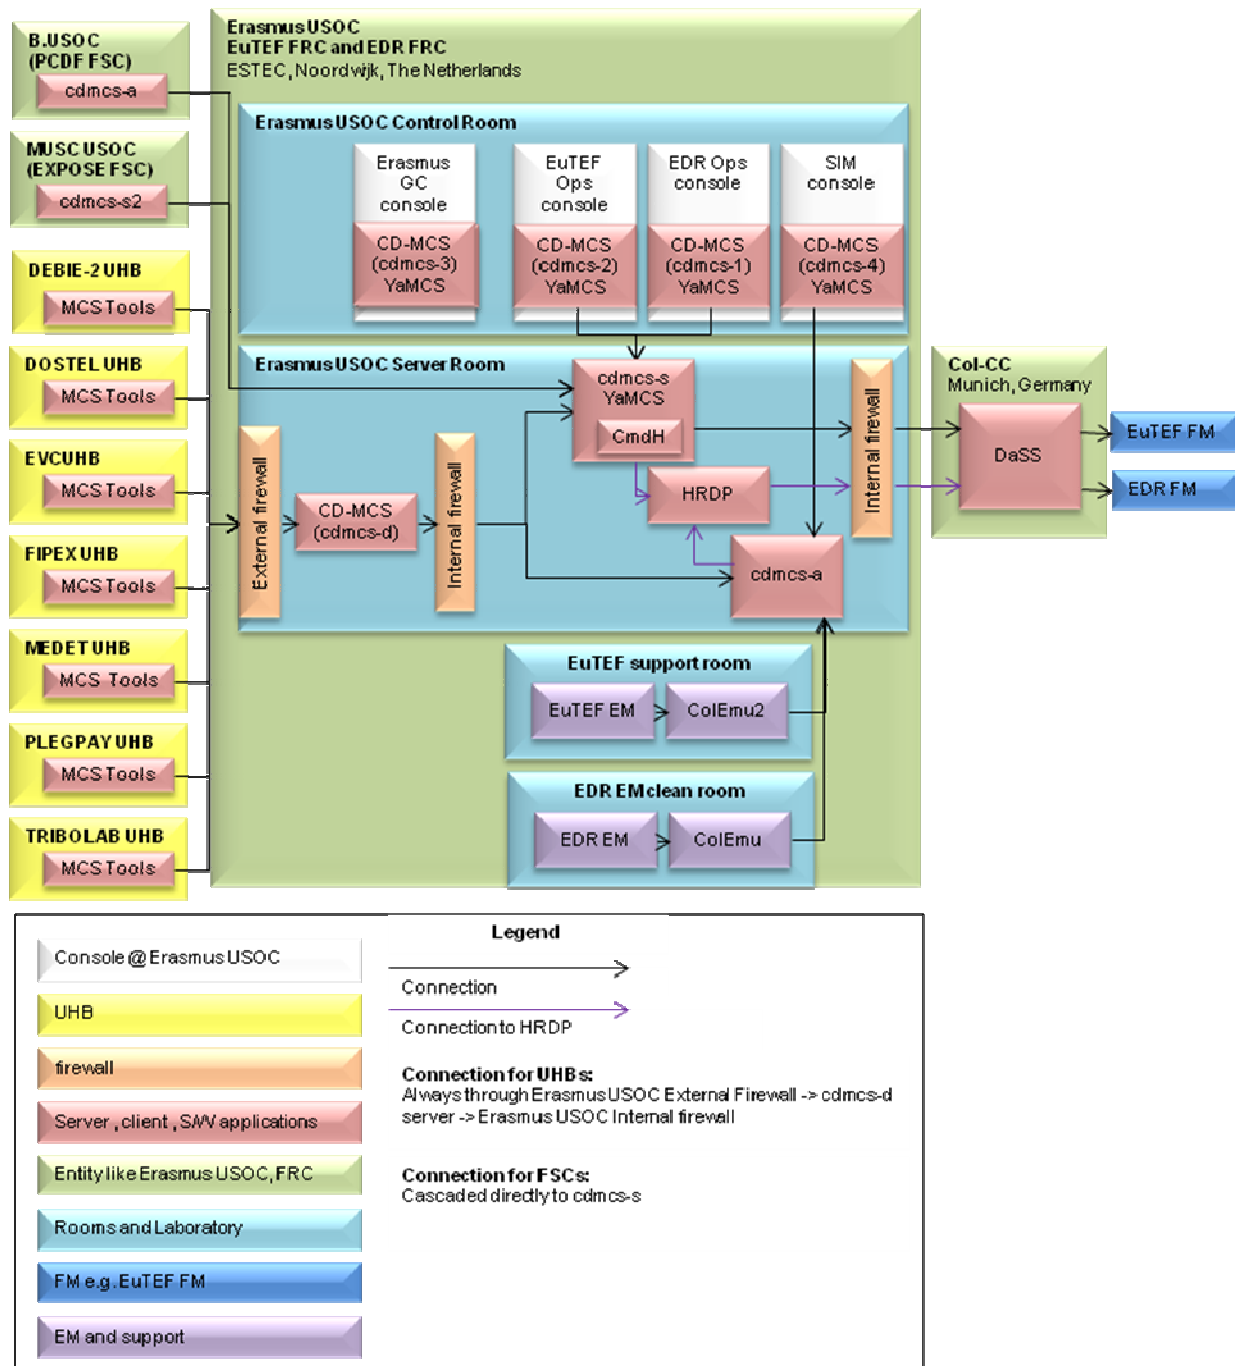 B.USOC
(PCDF FSC)
cdmcs-a
MUSC USOC
(EXPOSE FSC)
cdmcs-s2
DEBIE-2 UHB
MCS Tools
DOSTEL UHB
MCS Tools
EVC UHB
MCS Tools
FIPEX UHB
MCS Tools
MEDET UHB
MCS Tools
PLEGPAY UHB
MCS Tools
TRIBOLAB UHB
MCS Tools
Erasmus USOC
EuTEF FRC and EDR FRC
ESTEC, Noordwijk, The Netherlands
Erasmus USOC Control Room
Erasmus
GC
console
CD-MCS
(cdmcs-3)
YaMCS
EuTEF
Ops
console
CD-MCS
(cdmcs-2)
YaMCS
EDR Ops
console
CD-MCS
(cdmcs-1)
YaMCS
SIM
console
CD-MCS
(cdmcs-4)
YaMCS
Erasmus USOC Server Room
External firewall
CD-MCS
(cdmcs-d)
Internal firewall
cdmcs-s
YaMCS
CmdH
HRDP
cdmcs-a
Internal firewall
Col-CC
Munich, Germany
DaSS
EuTEF FM
EDR FM
EuTEF support room
EuTEF EM
ColEmu2
EDR EM clean room
EDR EM
ColEmu
Legend
Console @ Erasmus USOC
UHB
firewall
Server , client , S/W applications
Entity like Erasmus USOC, FRC
Rooms and Laboratory
FM e.g. EuTEF FM
EM and support
Connection
Connection to HRDP
Connection for UHBs:
Always through Erasmus USOC External Firewall -> cdmcs-d
server -> Erasmus USOC Internal firewall
Connection for FSCs:
Cascaded directly to cdmcs-s